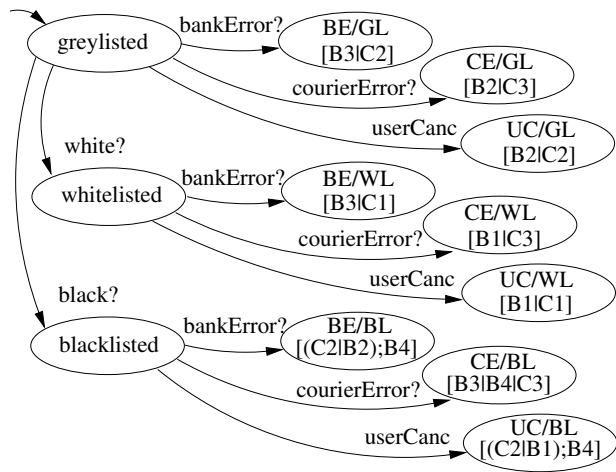 bankError?
BE/GL
[B3|C2]
greylisted
CE/GL
[B2|C3]
courierError?
userCanc
UC/GL
[B2|C2]
white?
bankError?
BE/WL
[B3|C1]
whitelisted
CE/WL
[B1|C3]
courierError?
userCanc
UC/WL
[B1|C1]
black?
bankError?
BE/BL
[(C2|B2);B4]
blacklisted
CE/BL
[B3|B4|C3]
courierError?
userCanc
UC/BL
[(C2|B1);B4]